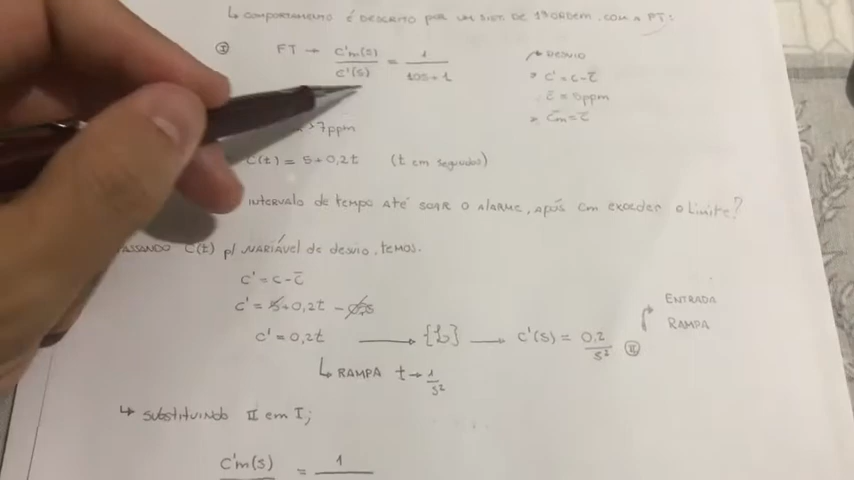 ↳ COMPORTAMENTO É DESCRITO POR UM SIST. DE 1ª ORDEM, COM A FT:
Ⓘ FT → C'm(s) / C'(s) = 1 / 10s+1
DESVIO
* C' = C - C̄
C̄ = 5ppm
* C̄m = C̄
>7ppm
C(t) = 5+0,2t (t em segundos)
INTERVALO de tempo ATÉ SOAR O ALARME, APÓS Cm exceder o limite?
C(t) p/ VARIÁVEL de desvio, temos.
C' = C - C̄
C' = 5+0,2t -
C' = 0,2t → {L} → C'(s) = 0,2 / s² Ⅱ
ENTRADA
RAMPA
↳ RAMPA t → 1 / s²
↳ SUBSTITUINDO II em I;
C'm(s) = 1